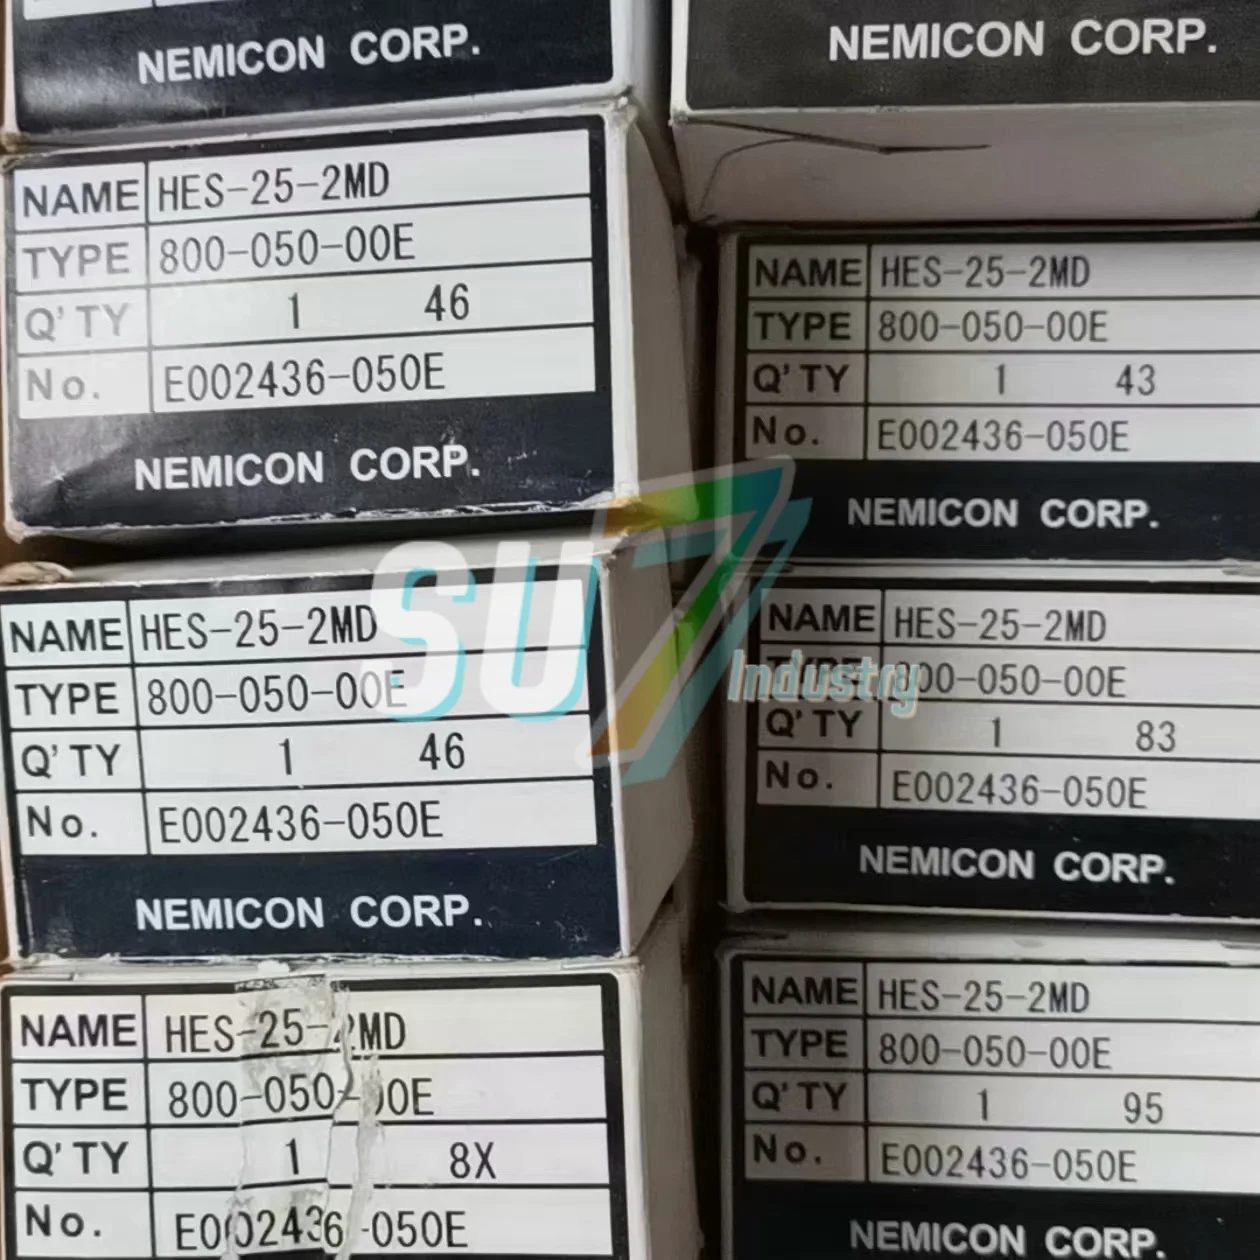 NEMICON CORP.
NAME HES-25-2MD
TYPE 800-050-00E
Q'TY 1 46
No. E002436-050E
NEMICON CORP.
NAME HES-25-2MD
TYPE 800-050-00E
Q'TY 1 46
No. E002436-050E
NEMICON CORP.
NAME HES-25-2MD
TYPE 800-050-00E
Q'TY 1 8X
No. E002436-050E
NEMICON CORP.
NAME HES-25-2MD
TYPE 800-050-00E
Q'TY 1 43
No. E002436-050E
NEMICON CORP.
NAME HES-25-2MD
TYPE 800-050-00E
Q'TY 1 83
No. E002436-050E
NEMICON CORP.
NAME HES-25-2MD
TYPE 800-050-00E
Q'TY 1 95
No. E002436-050E
NEMICON CORP.
SU7
Industry